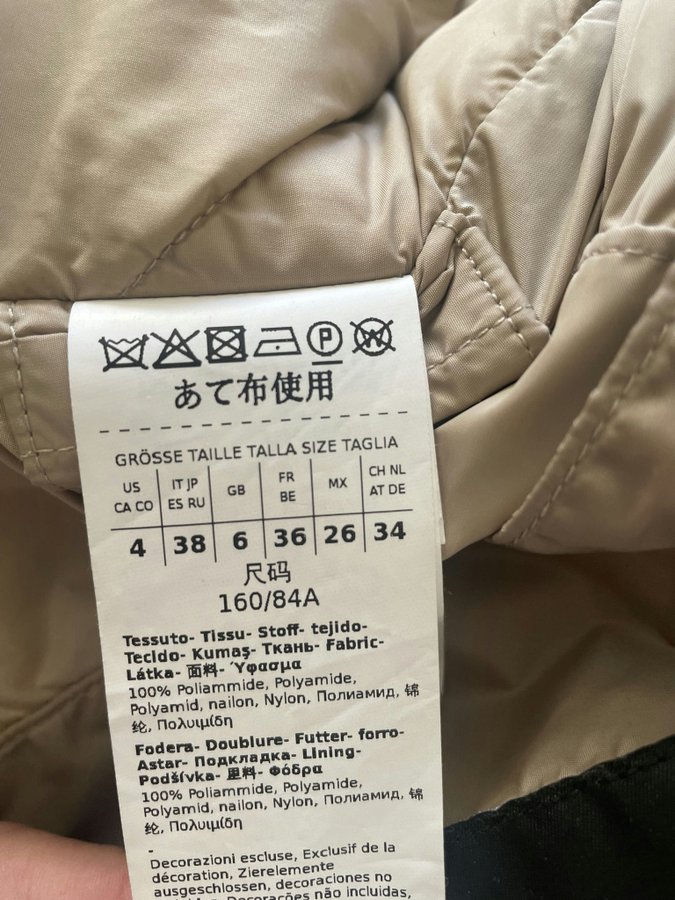 P W
あて布使用
GRÖSSE TAILLE TALLA SIZE TAGLIA
US CA CO IT JP ES RU GB FR BE MX CH NL AT DE
4 38 6 36 26 34
尺码
160/84A
Tessuto- Tissu- Stoff- tejido-
Tecido- Kumaş- Ткань- Fabric-
Látka- 面料- Ύφασμα
100% Poliammide, Polyamide,
Polyamid, nailon, Nylon, Полиамид, 锦
纶, Πολυμίδη
Fodera- Doublure- Futter- forro-
Astar- Подкладка- Lining-
Podšívka- 里料- Φόδρα
100% Poliammide, Polyamide,
Polyamid, nailon, Nylon, Полиамид, 锦
纶, Πολυμίδη
-
Decorazioni escluse, Exclusif de la
décoration, Zierelemente
ausgeschlossen, decoraciones no
Decorações não incluidas,